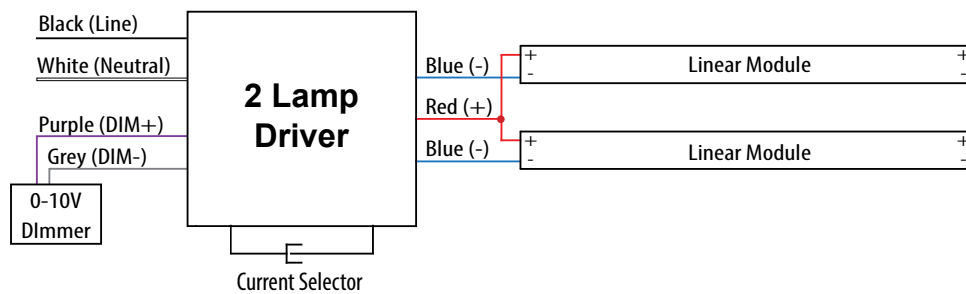 Black (Line)
White (Neutral)
Purple (DIM+)
Grey (DIM-)
0-10V
DImmer
2 Lamp
Driver
Current Selector
Blue (-)
Red (+)
Blue (-)
+ Linear Module +
- -
+ Linear Module +
- -